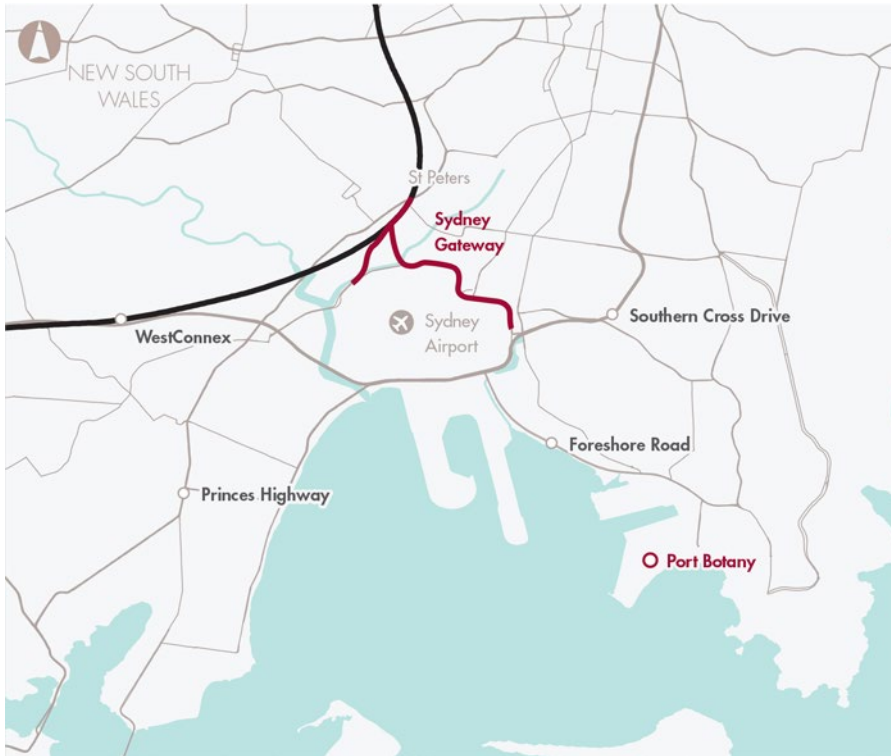 NEW SOUTH
WALES
St Peters
Sydney
Gateway
Southern Cross Drive
Sydney
Airport
WestConnex
Foreshore Road
Princes Highway
Port Botany